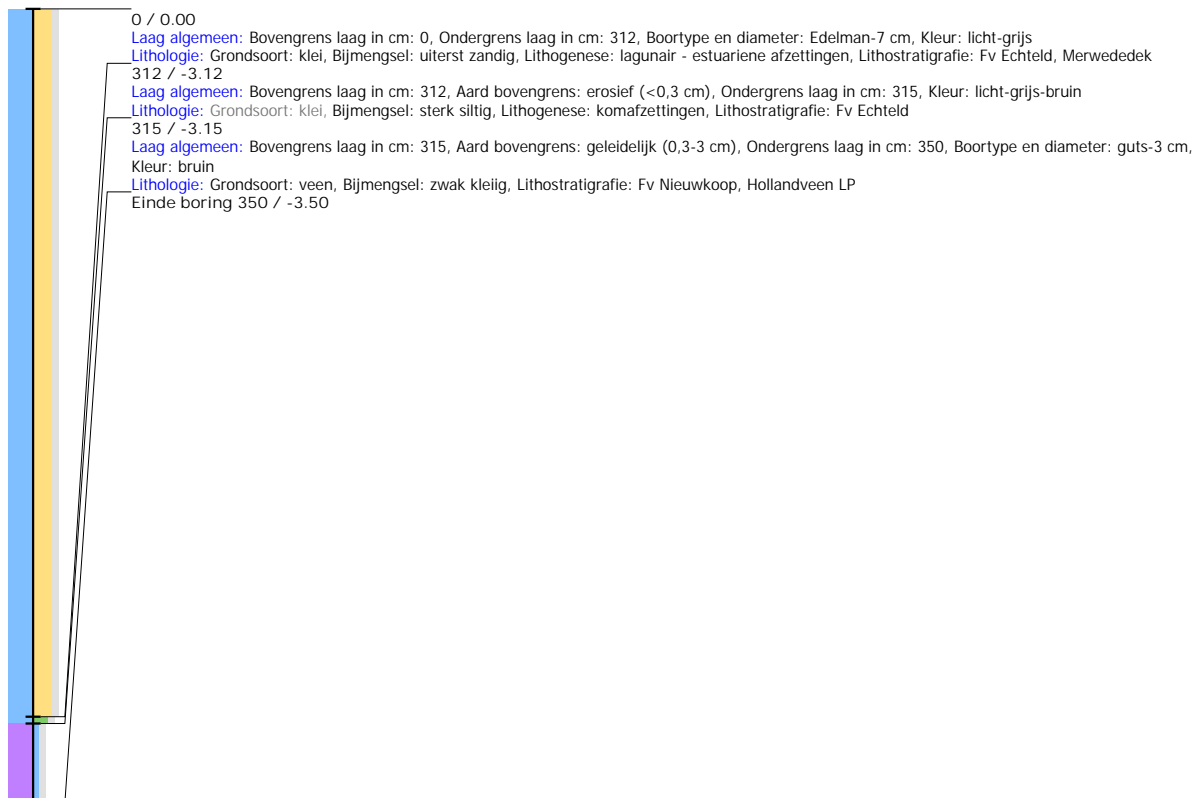 0 / 0.00
Laag algemeen: Bovengrens laag in cm: 0, Ondergrens laag in cm: 312, Boortype en diameter: Edelman-7 cm, Kleur: licht-grijs
Lithologie: Grondsoort: klei, Bijmengsel: uiterst zandig, Lithogenese: lagunair - estuariene afzettingen, Lithostratigrafie: Fv Echteld, Merwededek
312 / -3.12
Laag algemeen: Bovengrens laag in cm: 312, Aard bovengrens: erosief (<0,3 cm), Ondergrens laag in cm: 315, Kleur: licht-grijs-bruin
Lithologie: Grondsoort: klei, Bijmengsel: sterk siltig, Lithogenese: komafzettingen, Lithostratigrafie: Fv Echteld
315 / -3.15
Laag algemeen: Bovengrens laag in cm: 315, Aard bovengrens: geleidelijk (0,3-3 cm), Ondergrens laag in cm: 350, Boortype en diameter: guts-3 cm,
Kleur: bruin
Lithologie: Grondsoort: veen, Bijmengsel: zwak kleiig, Lithostratigrafie: Fv Nieuwkoop, Hollandveen LP
Einde boring 350 / -3.50